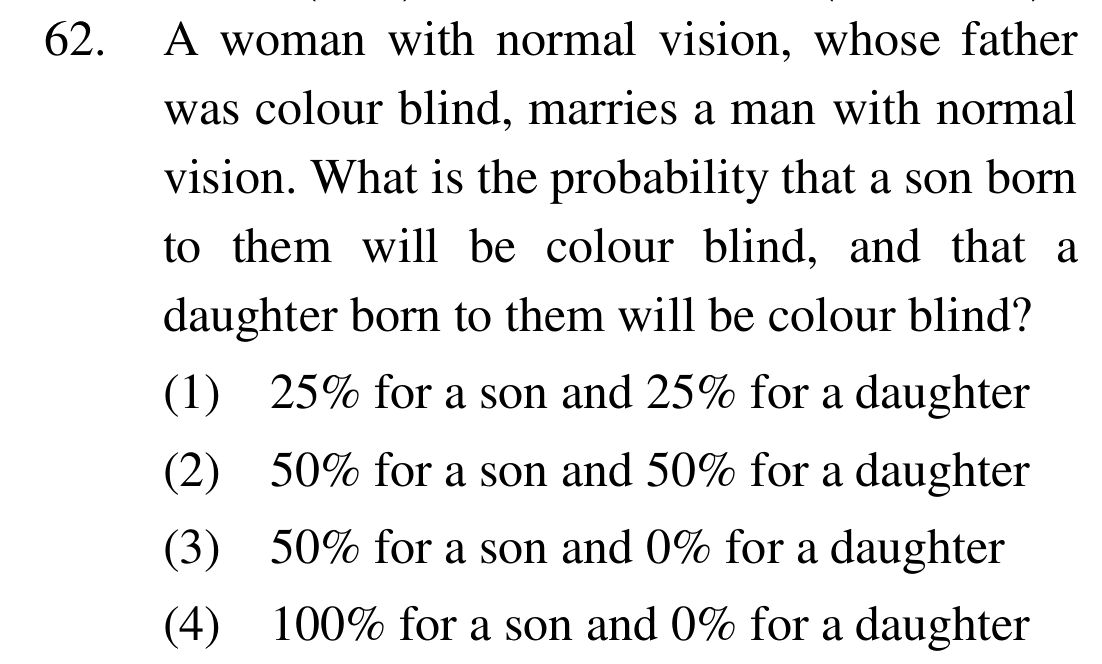 62. A woman with normal vision, whose father
was colour blind, marries a man with normal
vision. What is the probability that a son born
to them will be colour blind, and that a
daughter born to them will be colour blind?
(1) 25% for a son and 25% for a daughter
(2) 50% for a son and 50% for a daughter
(3) 50% for a son and 0% for a daughter
(4) 100% for a son and 0% for a daughter